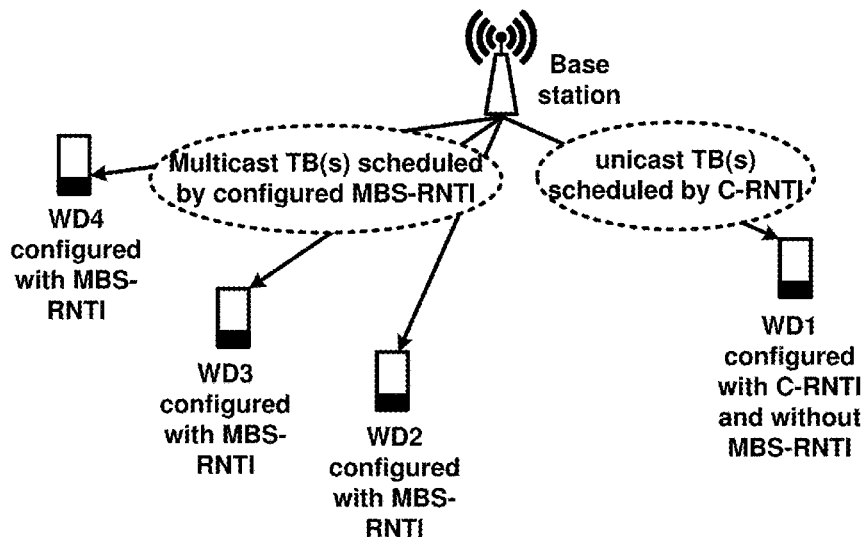 Base
station
Multicast TB(s) scheduled
by configured MBS-RNTI
unicast TB(s)
scheduled by C-RNTI
WD4
configured
with MBS-
RNTI
WD3
configured
with MBS-
RNTI
WD2
configured
with MBS-
RNTI
WD1
configured
with C-RNTI
and without
MBS-RNTI